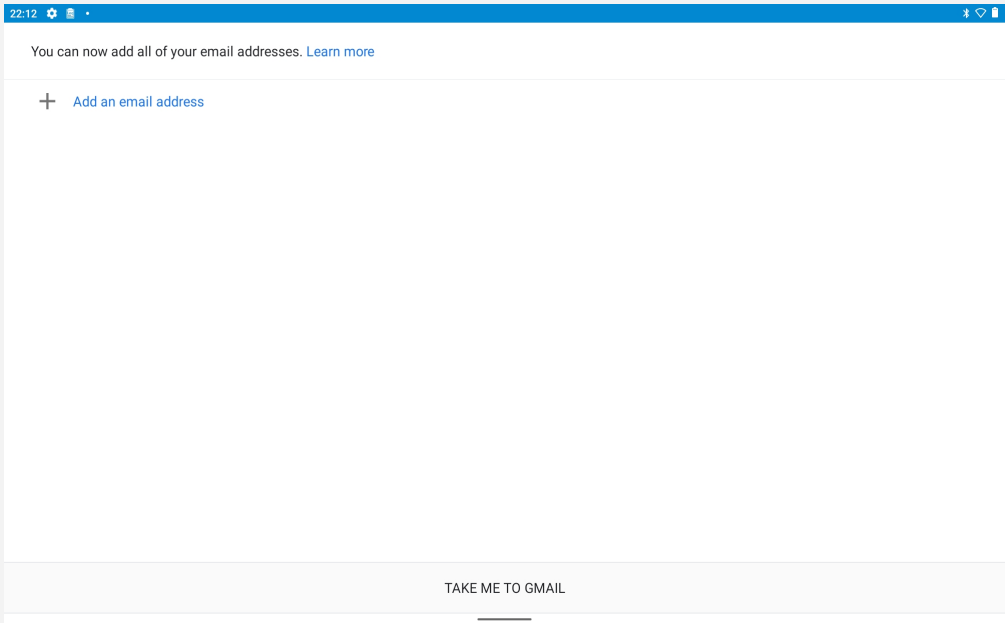 22:12
You can now add all of your email addresses. Learn more
Add an email address
TAKE ME TO GMAIL